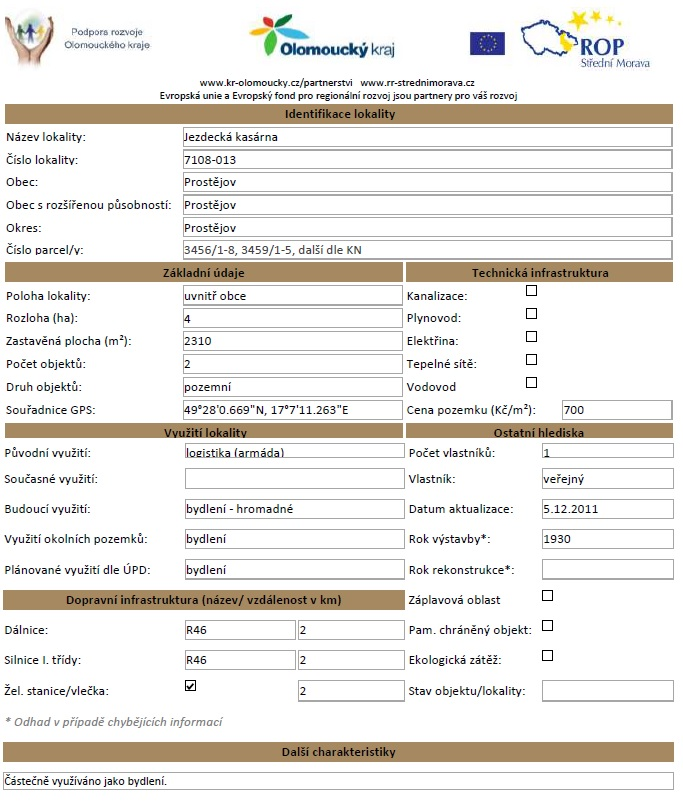 Podpora rozvoje
Olomouckého kraje
Olomoucký kraj
ROP
Střední Morava
www.kr-olomoucky.cz/partnerstvi www.rr-strednimorava.cz
Evropská unie a Evropský fond pro regionální rozvoj jsou partnery pro váš rozvoj
Identifikace lokality
Název lokality: Jezdecká kasárna
Číslo lokality: 7108-013
Obec: Prostějov
Obec s rozšířenou působností: Prostějov
Okres: Prostějov
Číslo parcel/y: 3456/1-8, 3459/1-5, další dle KN
Základní údaje Technická infrastruktura
Poloha lokality: uvnitř obce Kanalizace:
Rozloha (ha): 4 Plynovod:
Zastavěná plocha (m²): 2310 Elektřina:
Počet objektů: 2 Tepelné sítě:
Druh objektů: pozemní Vodovod
Souřadnice GPS: 49°28'0.669"N, 17°7'11.263"E Cena pozemku (Kč/m²): 700
Využití lokality Ostatní hlediska
Původní využití: logistika (armáda) Počet vlastníků: 1
Současné využití: Vlastník: veřejný
Budoucí využití: bydlení - hromadné Datum aktualizace: 5.12.2011
Využití okolních pozemků: bydlení Rok výstavby*: 1930
Plánované využití dle ÚPD: bydlení Rok rekonstrukce*:
Dopravní infrastruktura (název/ vzdálenost v km) Záplavová oblast
Dálnice: R46 2 Pam. chráněný objekt:
Silnice I. třídy: R46 2 Ekologická zátěž:
Žel. stanice/vlečka: 2 Stav objektu/lokality:
* Odhad v případě chybějících informací
Další charakteristiky
Částečně využíváno jako bydlení.